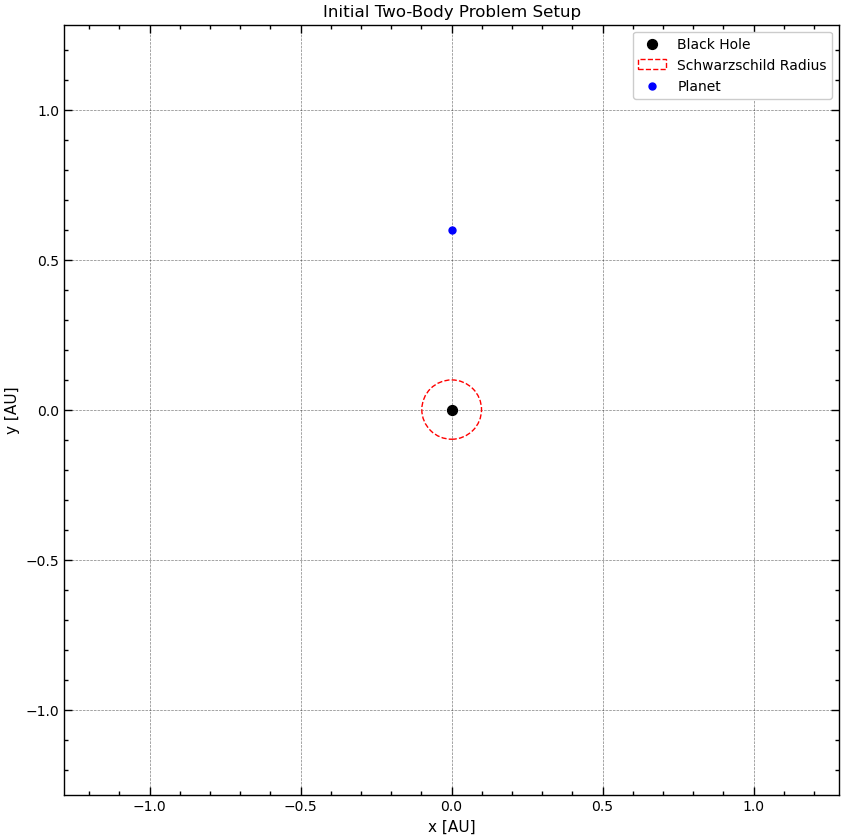 Initial Two-Body Problem Setup
Black Hole
Schwarzschild Radius
Planet
1.0
0.5
0.0
−0.5
−1.0
y [AU]
−1.0 −0.5 0.0 0.5 1.0
x [AU]